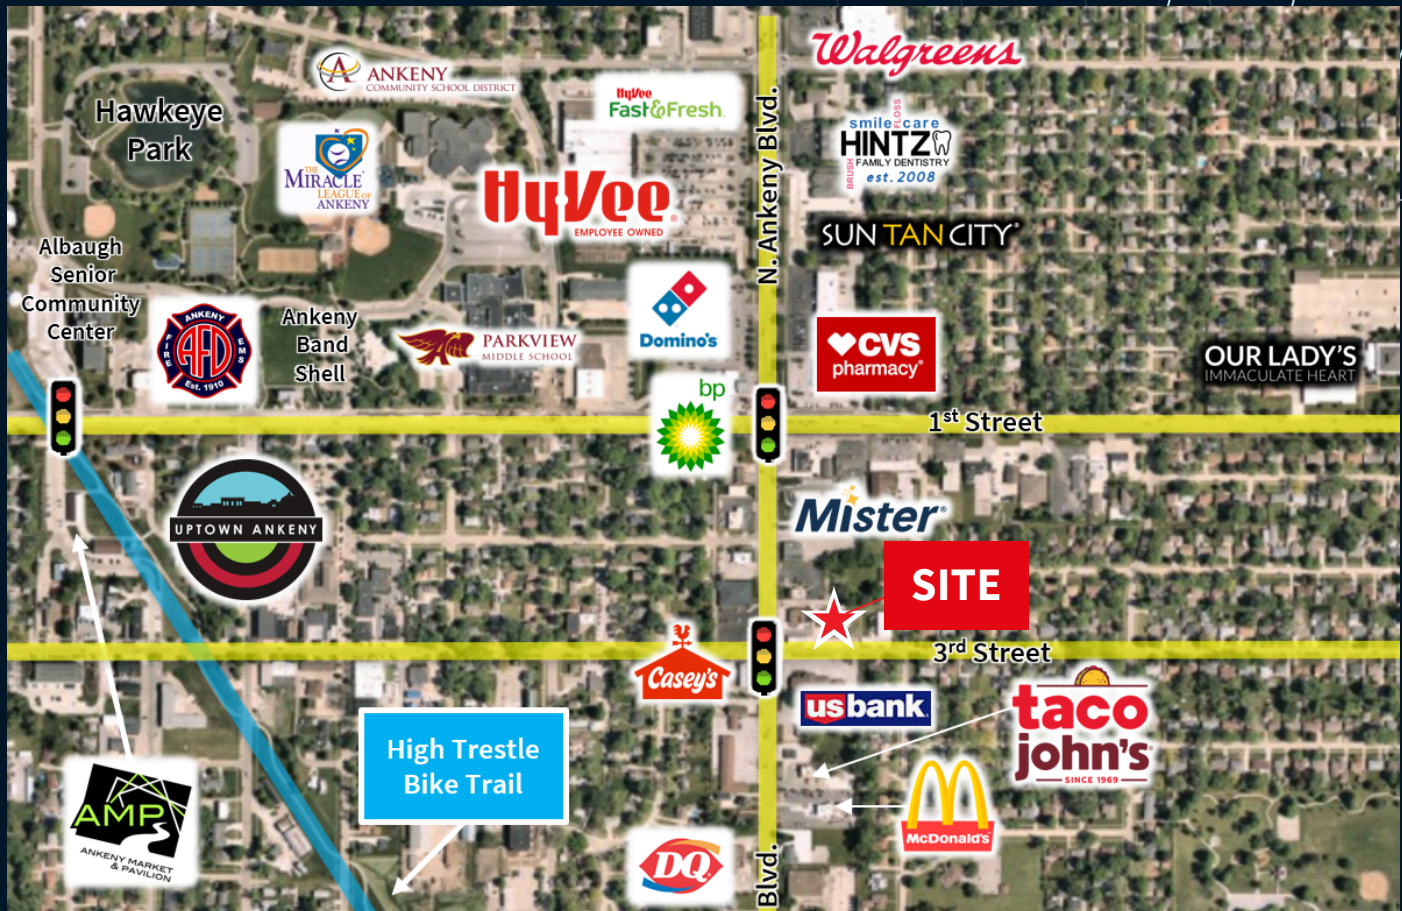 Walgreens
ANKENY
COMMUNITY SCHOOL DISTRICT
Hawkeye
Park
HyVee
Fast&Fresh
N. Ankeny Blvd.
smile care
FLOSS
BRUSH
HINTZ
FAMILY DENTISTRY
est. 2008
THE
MIRACLE
LEAGUE OF
ANKENY
HyVee®
EMPLOYEE OWNED
SUN TAN CITY®
Albaugh
Senior
Community
Center
ANKENY
FIRE
EMS
AFD
Est. 1910
Ankeny
Band
Shell
PARKVIEW
MIDDLE SCHOOL
Domino's
CVS
pharmacy®
OUR LADY'S
IMMACULATE HEART
bp
1st Street
UPTOWN ANKENY
Mister®
SITE
3rd Street
Casey's
usbank
taco
john's®
SINCE 1969
High Trestle
Bike Trail
AMP
ANKENY MARKET
& PAVILION
McDonald's
DQ
Blvd.